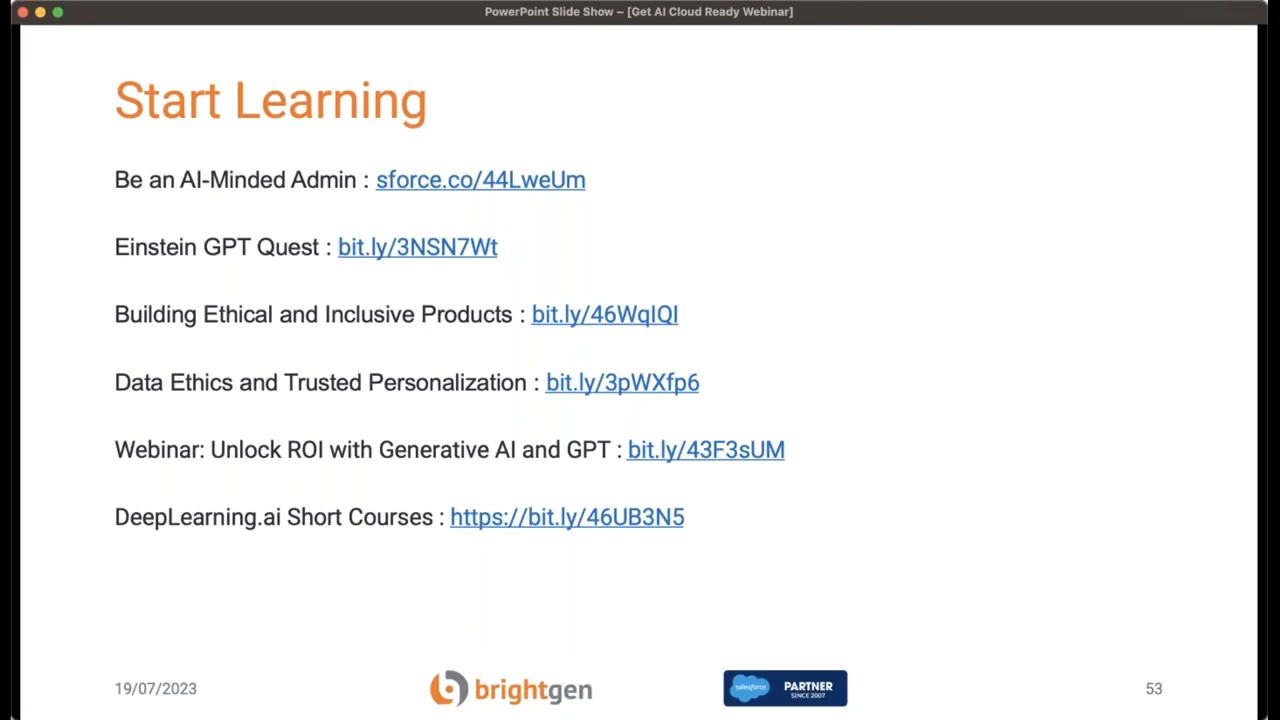 PowerPoint Slide Show – [Get AI Cloud Ready Webinar]
Start Learning
Be an AI-Minded Admin : sforce.co/44LweUm
Einstein GPT Quest : bit.ly/3NSN7Wt
Building Ethical and Inclusive Products : bit.ly/46WqIQI
Data Ethics and Trusted Personalization : bit.ly/3pWXfp6
Webinar: Unlock ROI with Generative AI and GPT : bit.ly/43F3sUM
DeepLearning.ai Short Courses : https://bit.ly/46UB3N5
19/07/2023
brightgen
salesforce
PARTNER
SINCE 2007
53